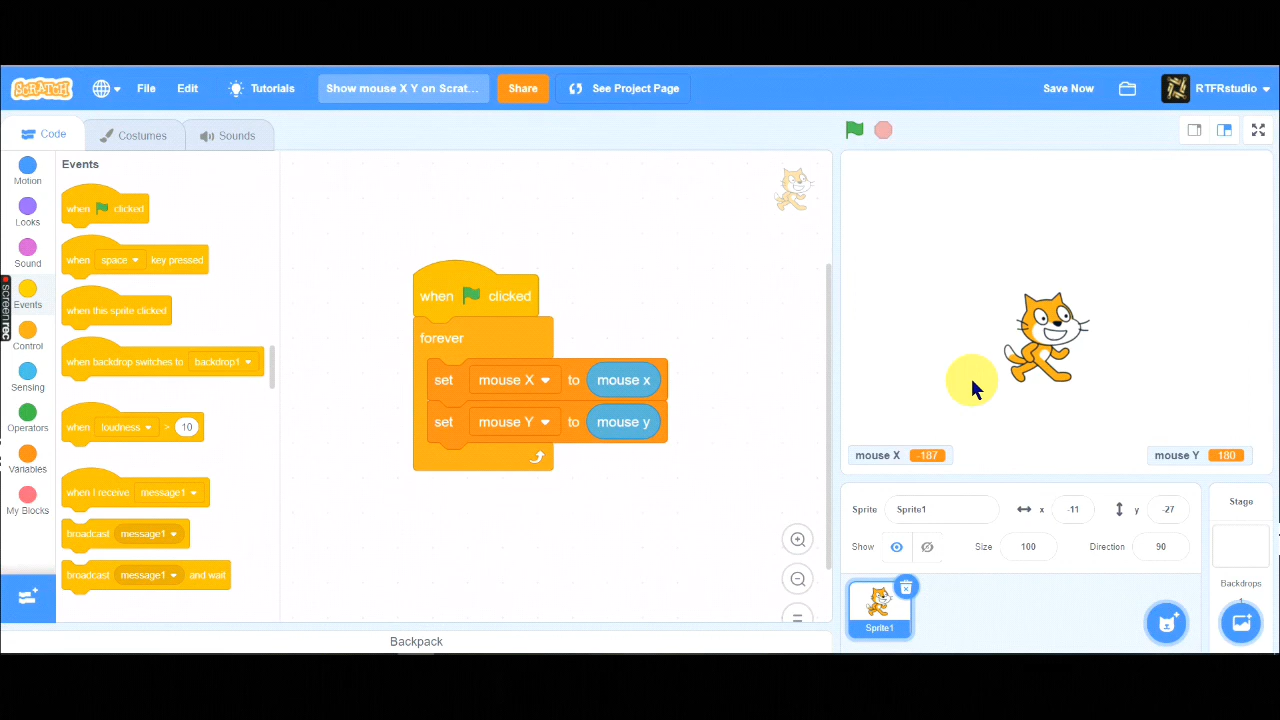 SCRATCH File Edit Tutorials Show mouse X Y on Scrat... Share See Project Page Save Now RTFRstudio
Code Costumes Sounds
Motion
Looks
Sound
Events
Control
Sensing
Operators
Variables
My Blocks
screenrec
Events
when clicked
when space key pressed
when this sprite clicked
when backdrop switches to backdrop1
when loudness > 10
when I receive message1
broadcast message1
broadcast message1 and wait
when clicked
forever
set mouse X to mouse x
set mouse Y to mouse y
Backpack
mouse X -187 mouse Y 180
Sprite Sprite1 x -11 y -27
Show Size 100 Direction 90
Sprite1
Stage
Backdrops
1